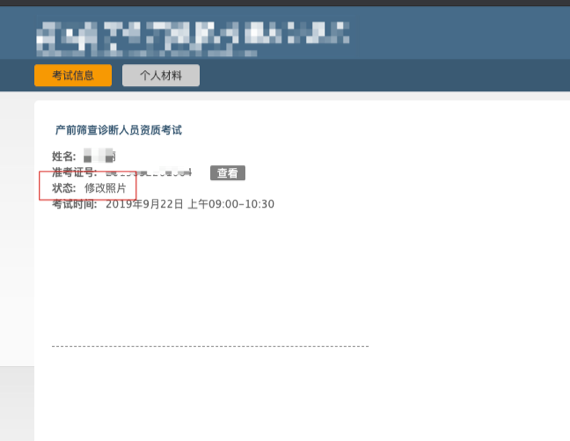 考试信息
个人材料
产前筛查诊断人员资质考试
姓名:
准考证号: 查看
状态: 修改照片
考试时间: 2019年9月22日 上午09:00-10:30